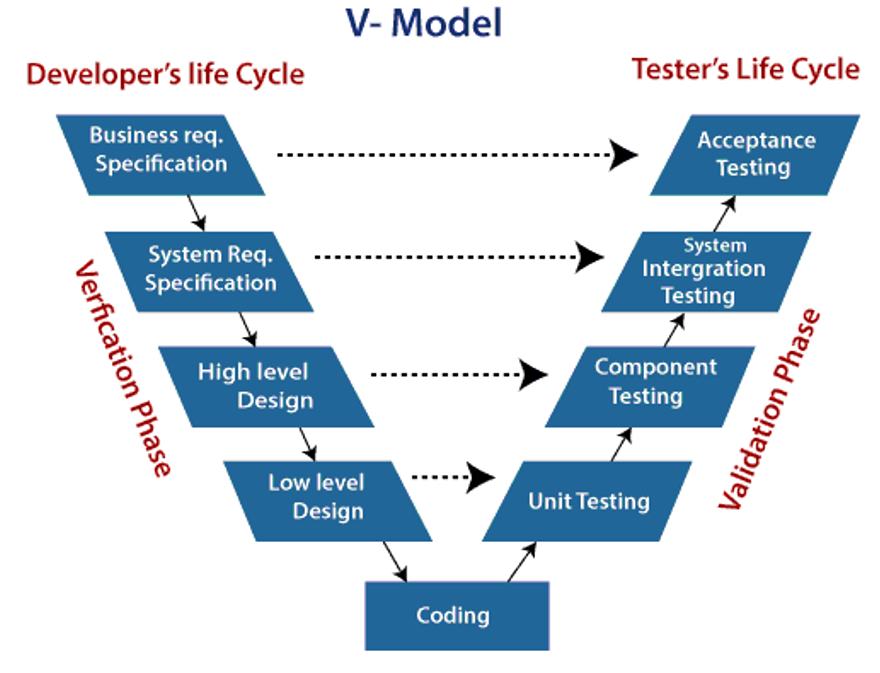 V- Model
Developer's life Cycle
Tester's Life Cycle
Business req.
Specification
Acceptance
Testing
System Req.
Specification
System
Intergration
Testing
Verfication Phase
High level
Design
Component
Testing
Validation Phase
Low level
Design
Unit Testing
Coding